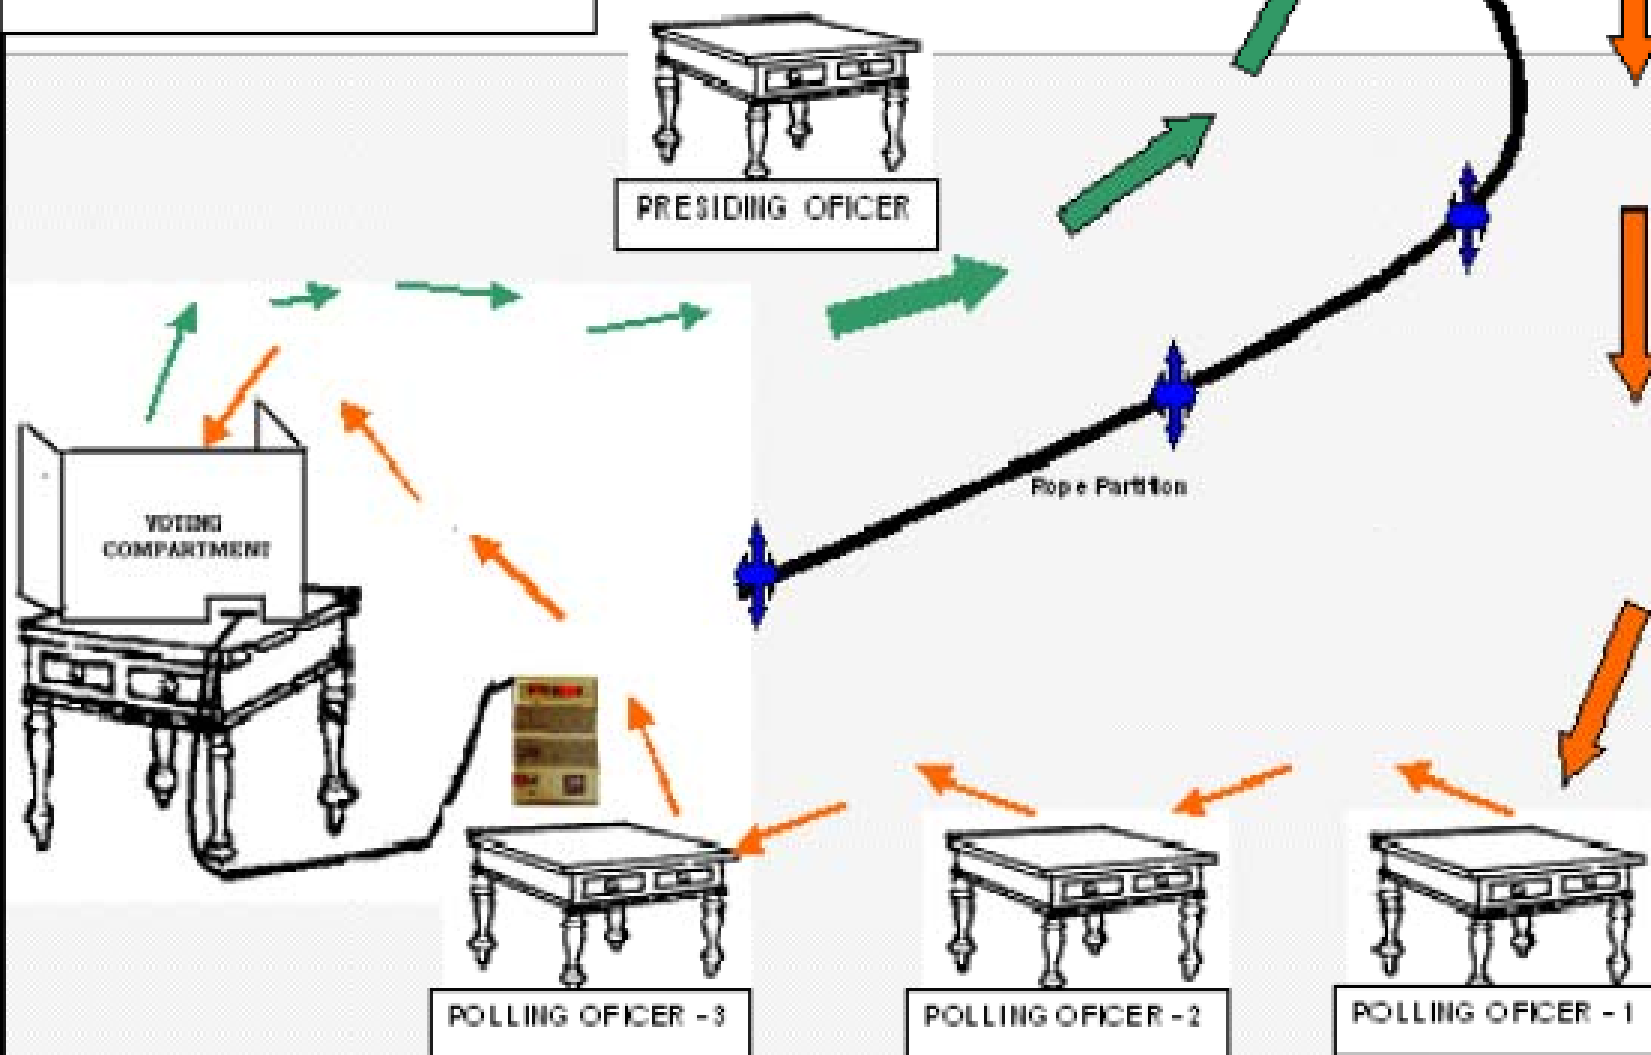 PRESIDING OFICER
Rope Partition
VOTING
COMPARTMENT
POLLING OFICER - 3
POLLING OFICER - 2
POLLING OFICER - 1